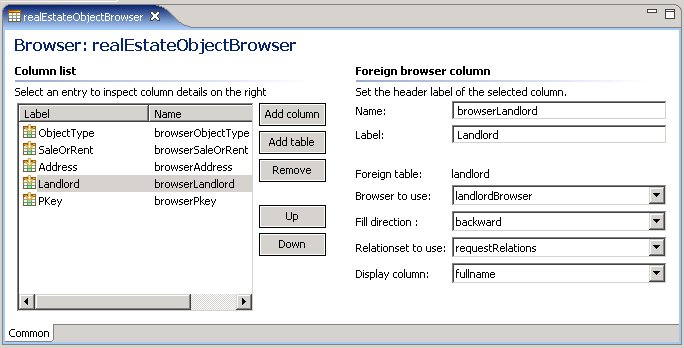 realEstateObjectBrowser
Browser: realEstateObjectBrowser
Column list
Select an entry to inspect column details on the right
Label Name
ObjectType browserObjectType
SaleOrRent browserSaleOrRent
Address browserAddress
Landlord browserLandlord
PKey browserPkey
Add column
Add table
Remove
Up
Down
Foreign browser column
Set the header label of the selected column.
Name: browserLandlord
Label: Landlord
Foreign table: landlord
Browser to use: landlordBrowser
Fill direction : backward
Relationset to use: requestRelations
Display column: fullname
Common